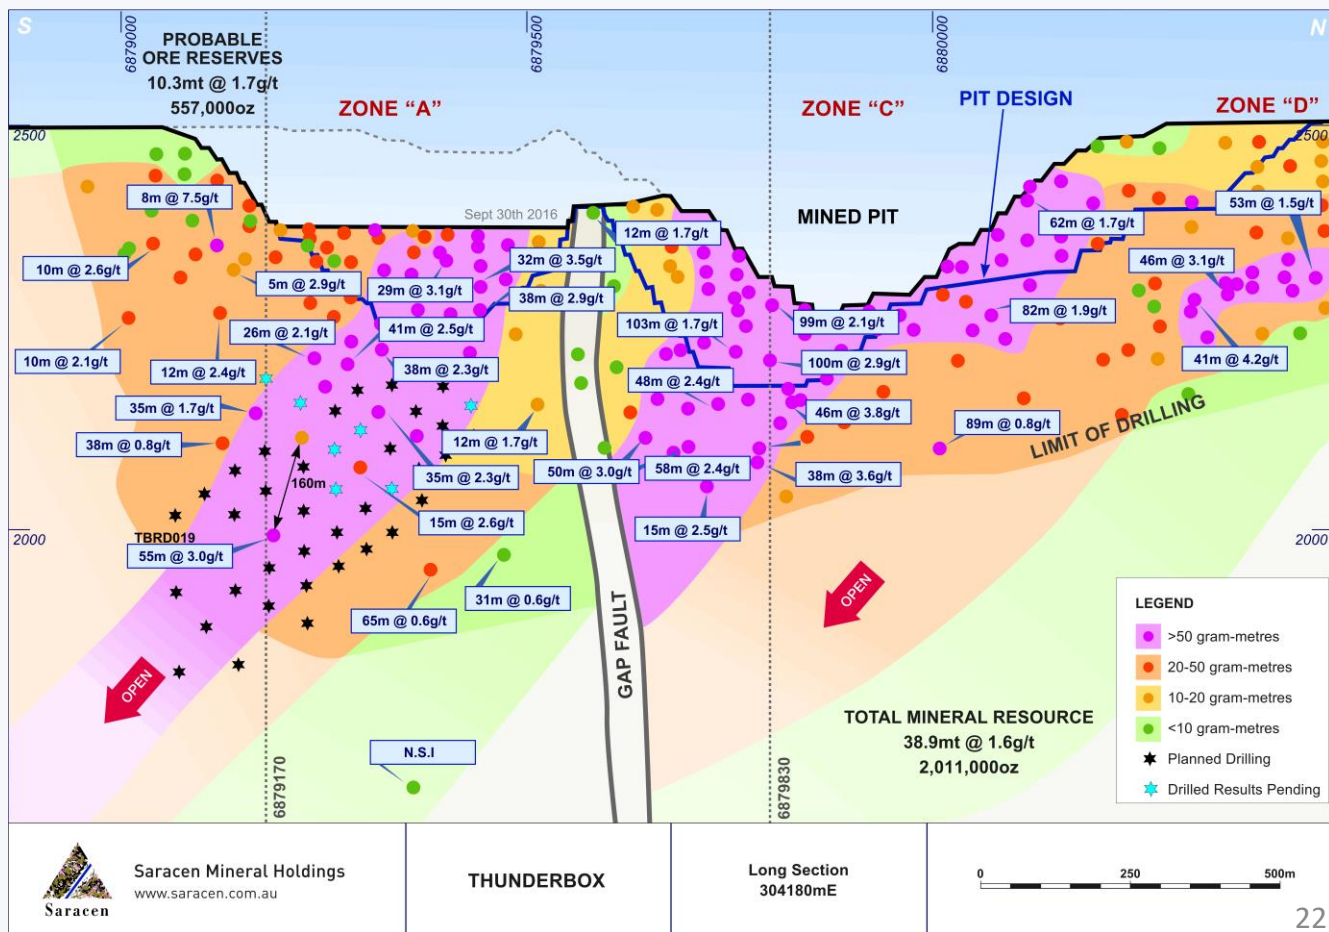 S
6879000
6879500
6880000
N
PROBABLE
ORE RESERVES
10.3mt @ 1.7g/t
557,000oz
ZONE “A”
ZONE “C”
PIT DESIGN
ZONE “D”
2500
2500
8m @ 7.5g/t
Sept 30th 2016
MINED PIT
53m @ 1.5g/t
12m @ 1.7g/t
62m @ 1.7g/t
10m @ 2.6g/t
32m @ 3.5g/t
46m @ 3.1g/t
5m @ 2.9g/t
29m @ 3.1g/t
38m @ 2.9g/t
26m @ 2.1g/t
41m @ 2.5g/t
103m @ 1.7g/t
99m @ 2.1g/t
82m @ 1.9g/t
10m @ 2.1g/t
12m @ 2.4g/t
38m @ 2.3g/t
100m @ 2.9g/t
41m @ 4.2g/t
48m @ 2.4g/t
35m @ 1.7g/t
46m @ 3.8g/t
89m @ 0.8g/t
LIMIT OF DRILLING
38m @ 0.8g/t
12m @ 1.7g/t
50m @ 3.0g/t
58m @ 2.4g/t
38m @ 3.6g/t
160m
35m @ 2.3g/t
15m @ 2.6g/t
15m @ 2.5g/t
2000
TBRD019
2000
55m @ 3.0g/t
31m @ 0.6g/t
65m @ 0.6g/t
OPEN
OPEN
GAP FAULT
LEGEND
>50 gram-metres
20-50 gram-metres
10-20 gram-metres
<10 gram-metres
Planned Drilling
Drilled Results Pending
TOTAL MINERAL RESOURCE
38.9mt @ 1.6g/t
2,011,000oz
N.S.I
6879170
6879830
Saracen
Saracen Mineral Holdings
www.saracen.com.au
THUNDERBOX
Long Section
304180mE
0
250
500m
22